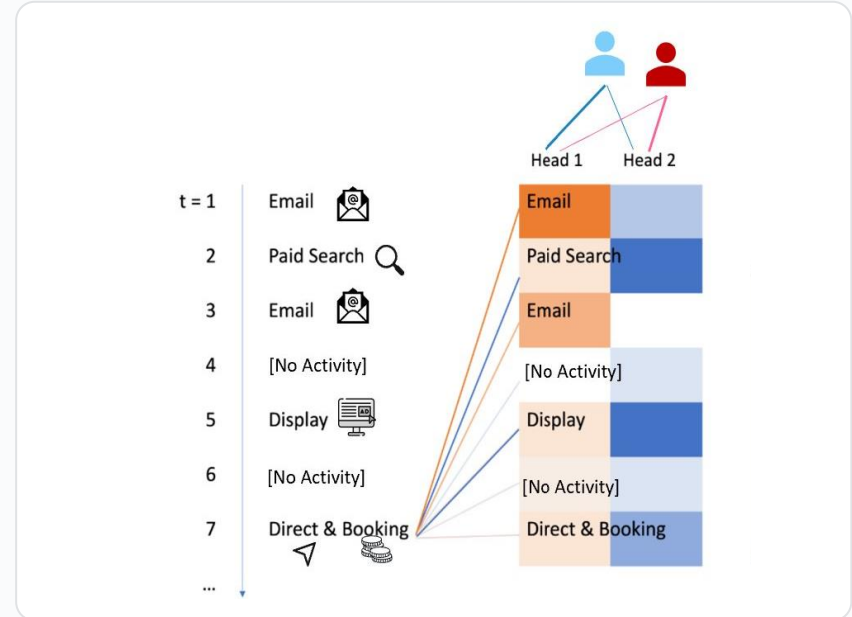 Head 1 Head 2
t = 1 Email @ Email
2 Paid Search Paid Search
3 Email @ Email
4 [No Activity] [No Activity]
5 Display AD Display
6 [No Activity] [No Activity]
7 Direct & Booking Direct & Booking
...